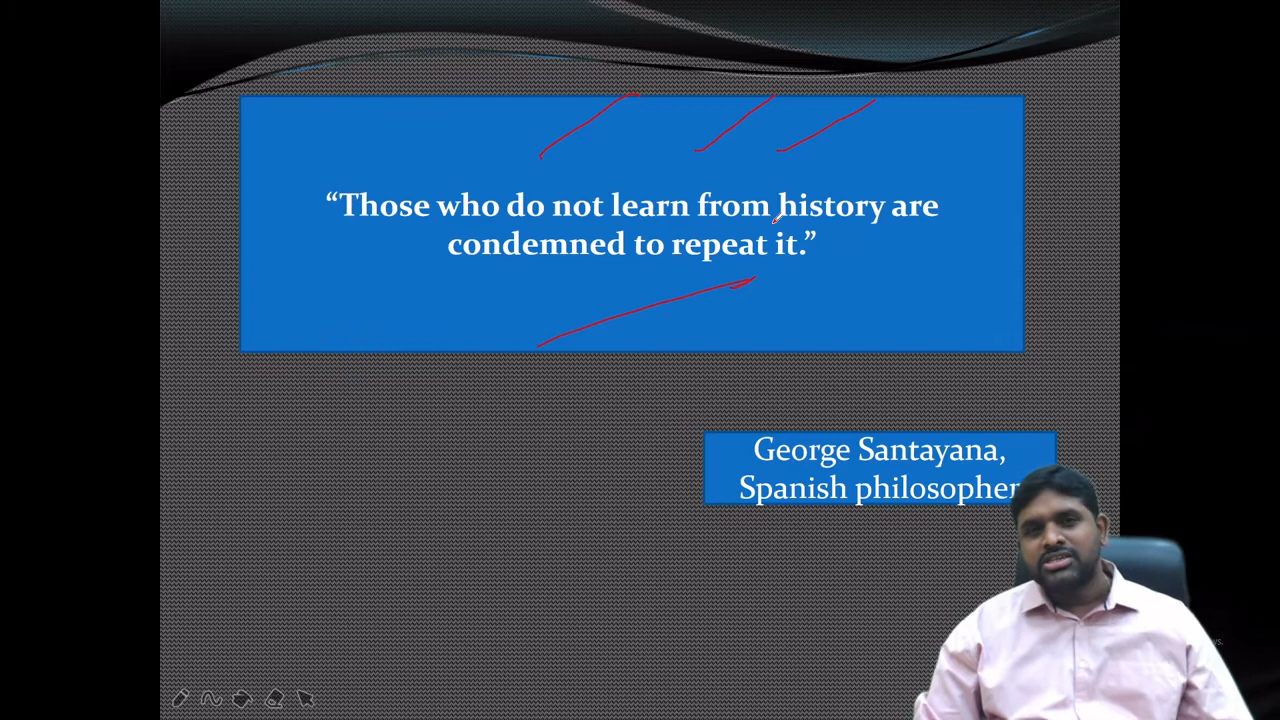 “Those who do not learn from history are
condemned to repeat it.”
George Santayana,
Spanish philosopher